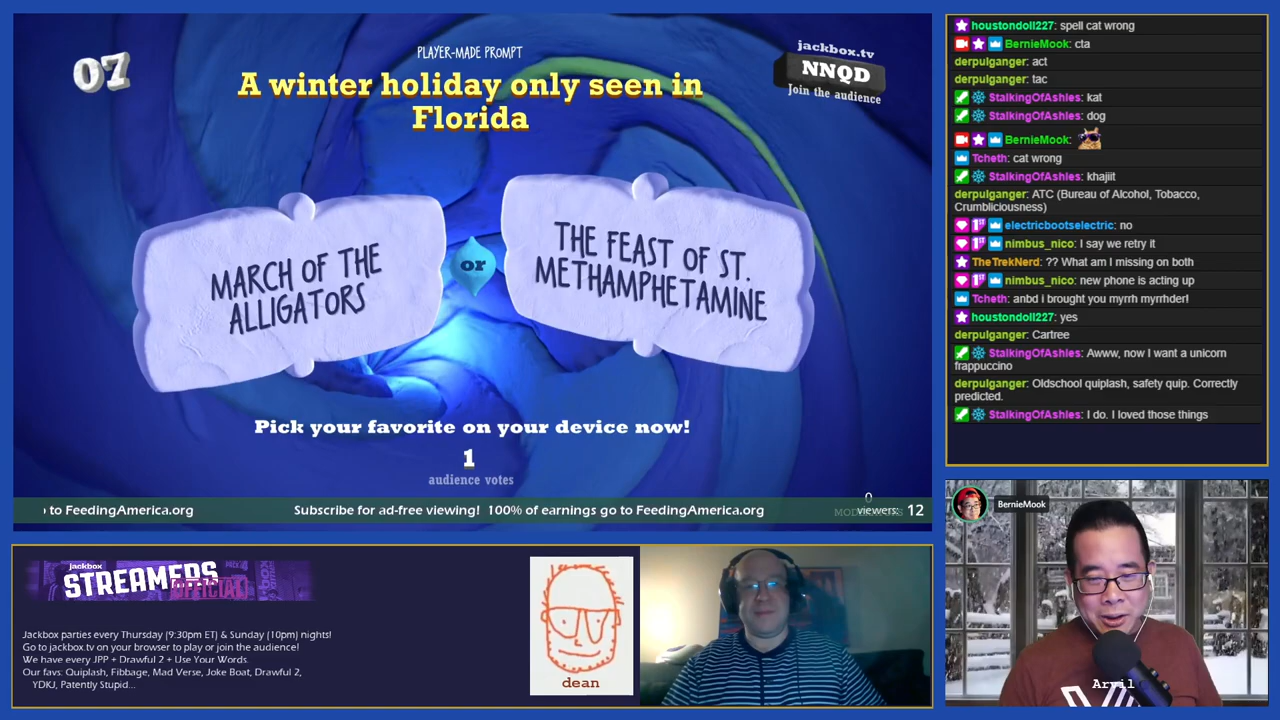 07
PLAYER-MADE PROMPT
A winter holiday only seen in
Florida
jackbox.tv
NNQD
Join the audience
MARCH OF THE
ALLIGATORS
or
THE FEAST OF ST.
METHAMPHETAMINE
Pick your favorite on your device now!
1
audience votes
to FeedingAmerica.org
Subscribe for ad-free viewing! 100% of earnings go to FeedingAmerica.org
0
viewers: 12
jackbox
STREAMERS
OFFICIAL
Jackbox parties every Thursday (9:30pm ET) & Sunday (10pm) nights!
Go to jackbox.tv on your browser to play or join the audience!
We have every JPP + Drawful 2 + Use Your Words.
Our favs: Quiplash, Fibbage, Mad Verse, Joke Boat, Drawful 2,
YDKJ, Patently Stupid...
dean
houstondoll227: spell cat wrong
BernieMook: cta
derpulganger: act
derpulganger: tac
StalkingOfAshles: kat
StalkingOfAshles: dog
BernieMook:
Tcheth: cat wrong
StalkingOfAshles: khajiit
derpulganger: ATC (Bureau of Alcohol, Tobacco,
Crumbliciousness)
electricbootselectric: no
nimbus_nico: I say we retry it
TheTrekNerd: ?? What am I missing on both
nimbus_nico: new phone is acting up
Tcheth: anbd i brought you myrrh myrrhder!
houstondoll227: yes
derpulganger: Cartree
StalkingOfAshles: Awww, now I want a unicorn
frappuccino
derpulganger: Oldschool quiplash, safety quip. Correctly
predicted.
StalkingOfAshles: I do. I loved those things
BernieMook
Arvil